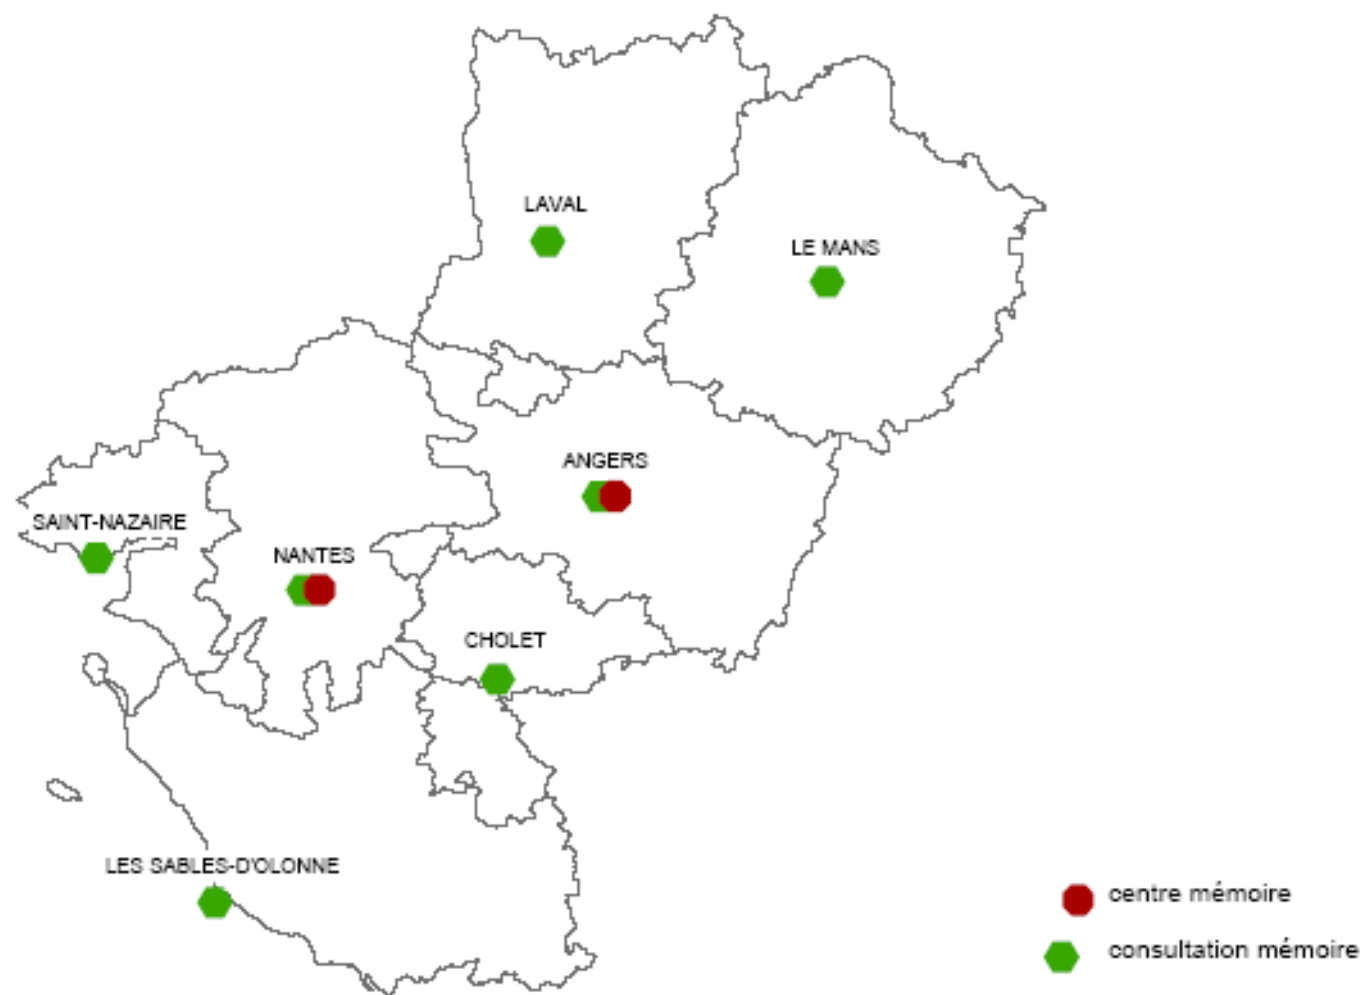 LAVAL
LE MANS
ANGERS
SAINT-NAZAIRE
NANTES
CHOLET
LES SABLES-D'OLONNE
centre mémoire
consultation mémoire